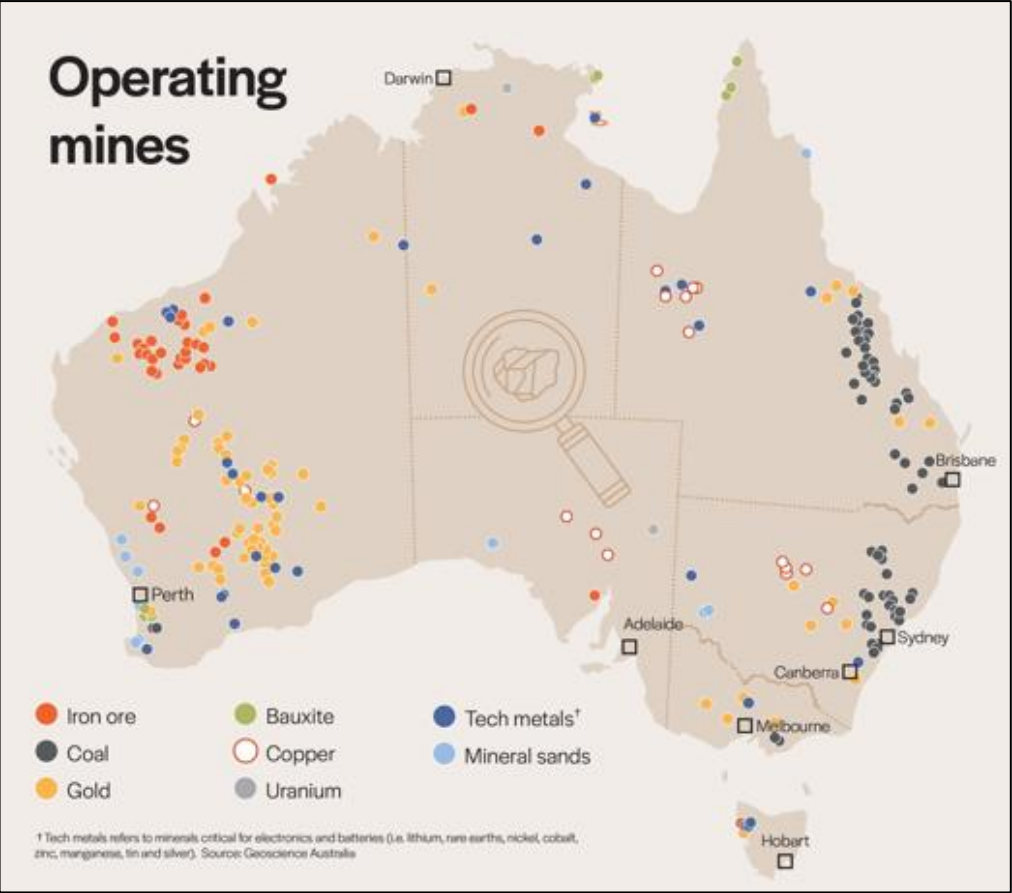 Operating
mines
Darwin
Brisbane
Perth
Adelaide
Sydney
Canberra
Melbourne
Hobart
Iron ore
Coal
Gold
Bauxite
Copper
Uranium
Tech metals†
Mineral sands
† Tech metals refers to minerals critical for electronics and batteries (i.e. lithium, rare earths, nickel, cobalt,
zinc, manganese, tin and silver). Source: Geoscience Australia